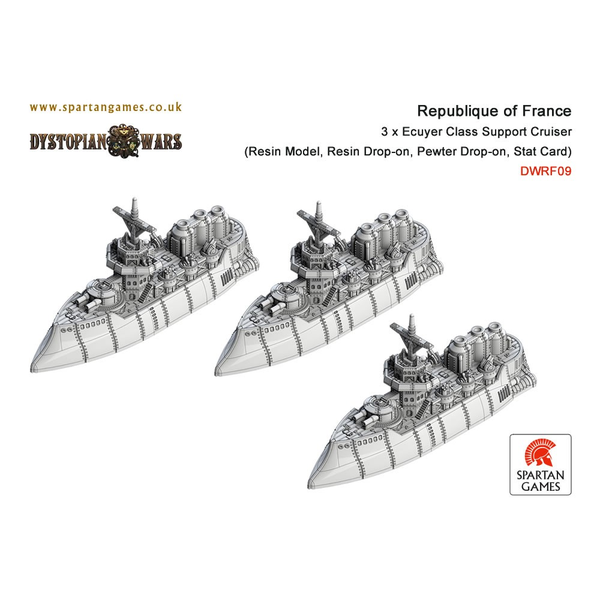 www.spartangames.co.uk
DYSTOPIAN WARS
Republique of France
3 x Ecuyer Class Support Cruiser
(Resin Model, Resin Drop-on, Pewter Drop-on, Stat Card)
DWRF09
SPARTAN
GAMES